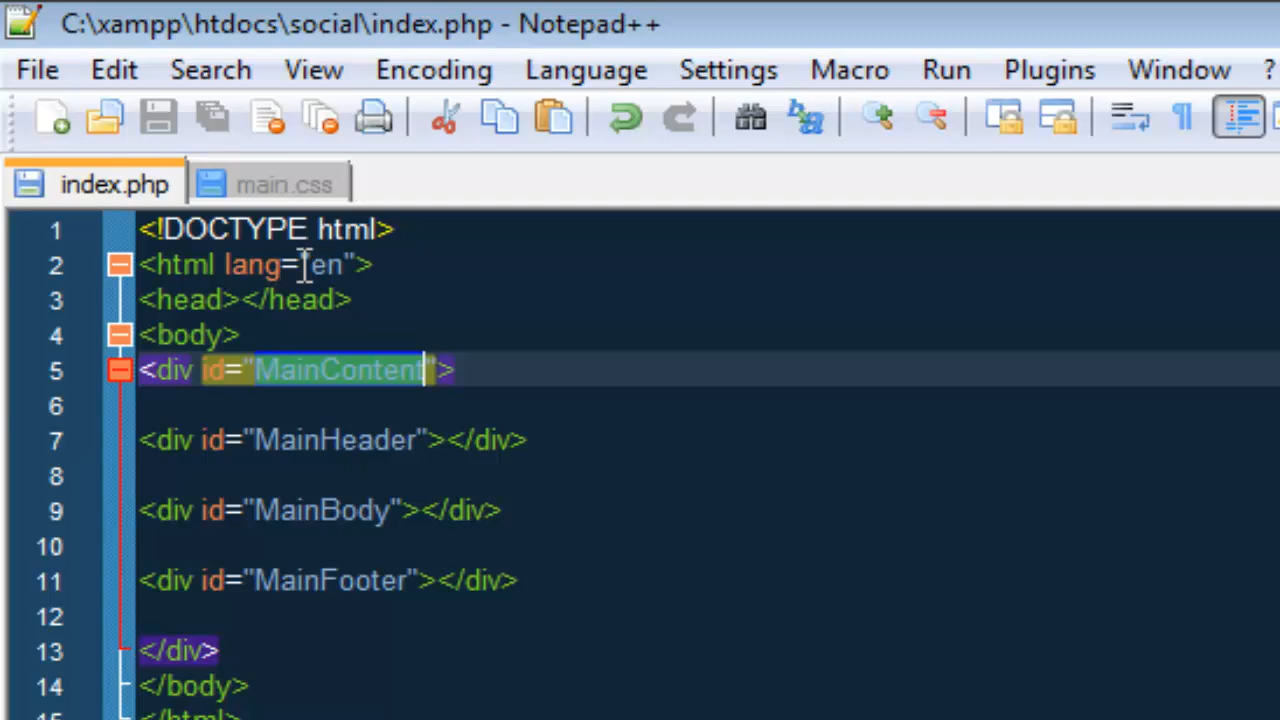 C:\xampp\htdocs\social\index.php - Notepad++
File Edit Search View Encoding Language Settings Macro Run Plugins Window ?
index.php main.css
1 <!DOCTYPE html>
2 <html lang="en">
3 <head></head>
4 <body>
5 <div id="MainContent">
6
7 <div id="MainHeader"></div>
8
9 <div id="MainBody"></div>
10
11 <div id="MainFooter"></div>
12
13 </div>
14 </body>
15 </html>